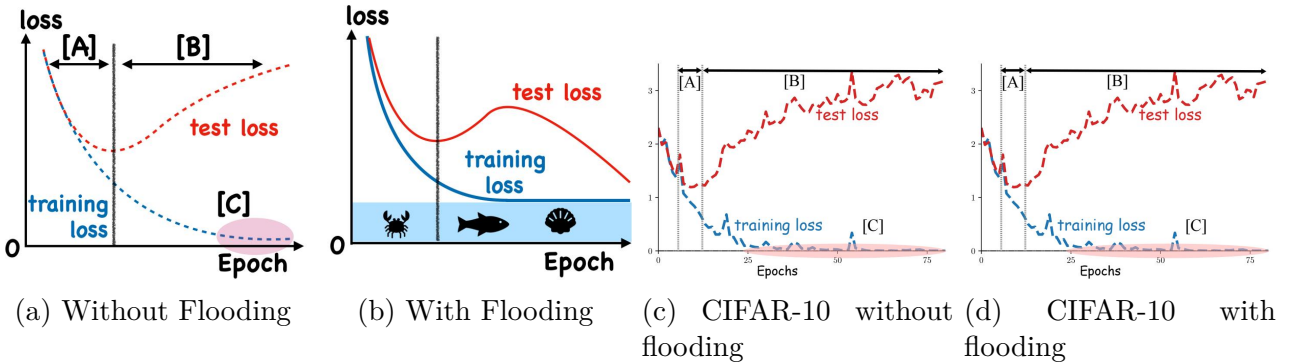 loss
[A]
[B]
test loss
training
loss
[C]
0
Epoch
(a) Without Flooding
loss
test loss
training
loss
0
Epoch
(b) With Flooding
3
2
1
0
[A]
[B]
test loss
training loss
[C]
0
25
50
75
Epochs
(c) CIFAR-10 without
flooding
3
2
1
0
[A]
[B]
test loss
training loss
[C]
0
25
50
75
Epochs
(d) CIFAR-10 with
flooding